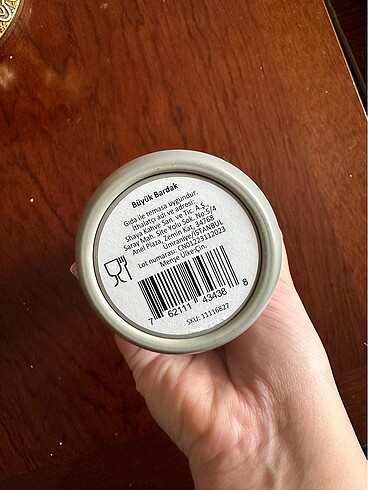 Büyük Bardak
Gıda ile temasa uygundur.
İthalatçı adı ve adresi:
Shaya Kahve San. ve Tic. A.Ş.
Saray Mah. Site Yolu Sok. No:5/4
Anel Plaza, Zemin Kat, 34768
Ümraniye/İSTANBUL
Lot numarası: CN0123112023
Menşe Ülke:Çin.
7 62111 43438 8
SKU: 11136827